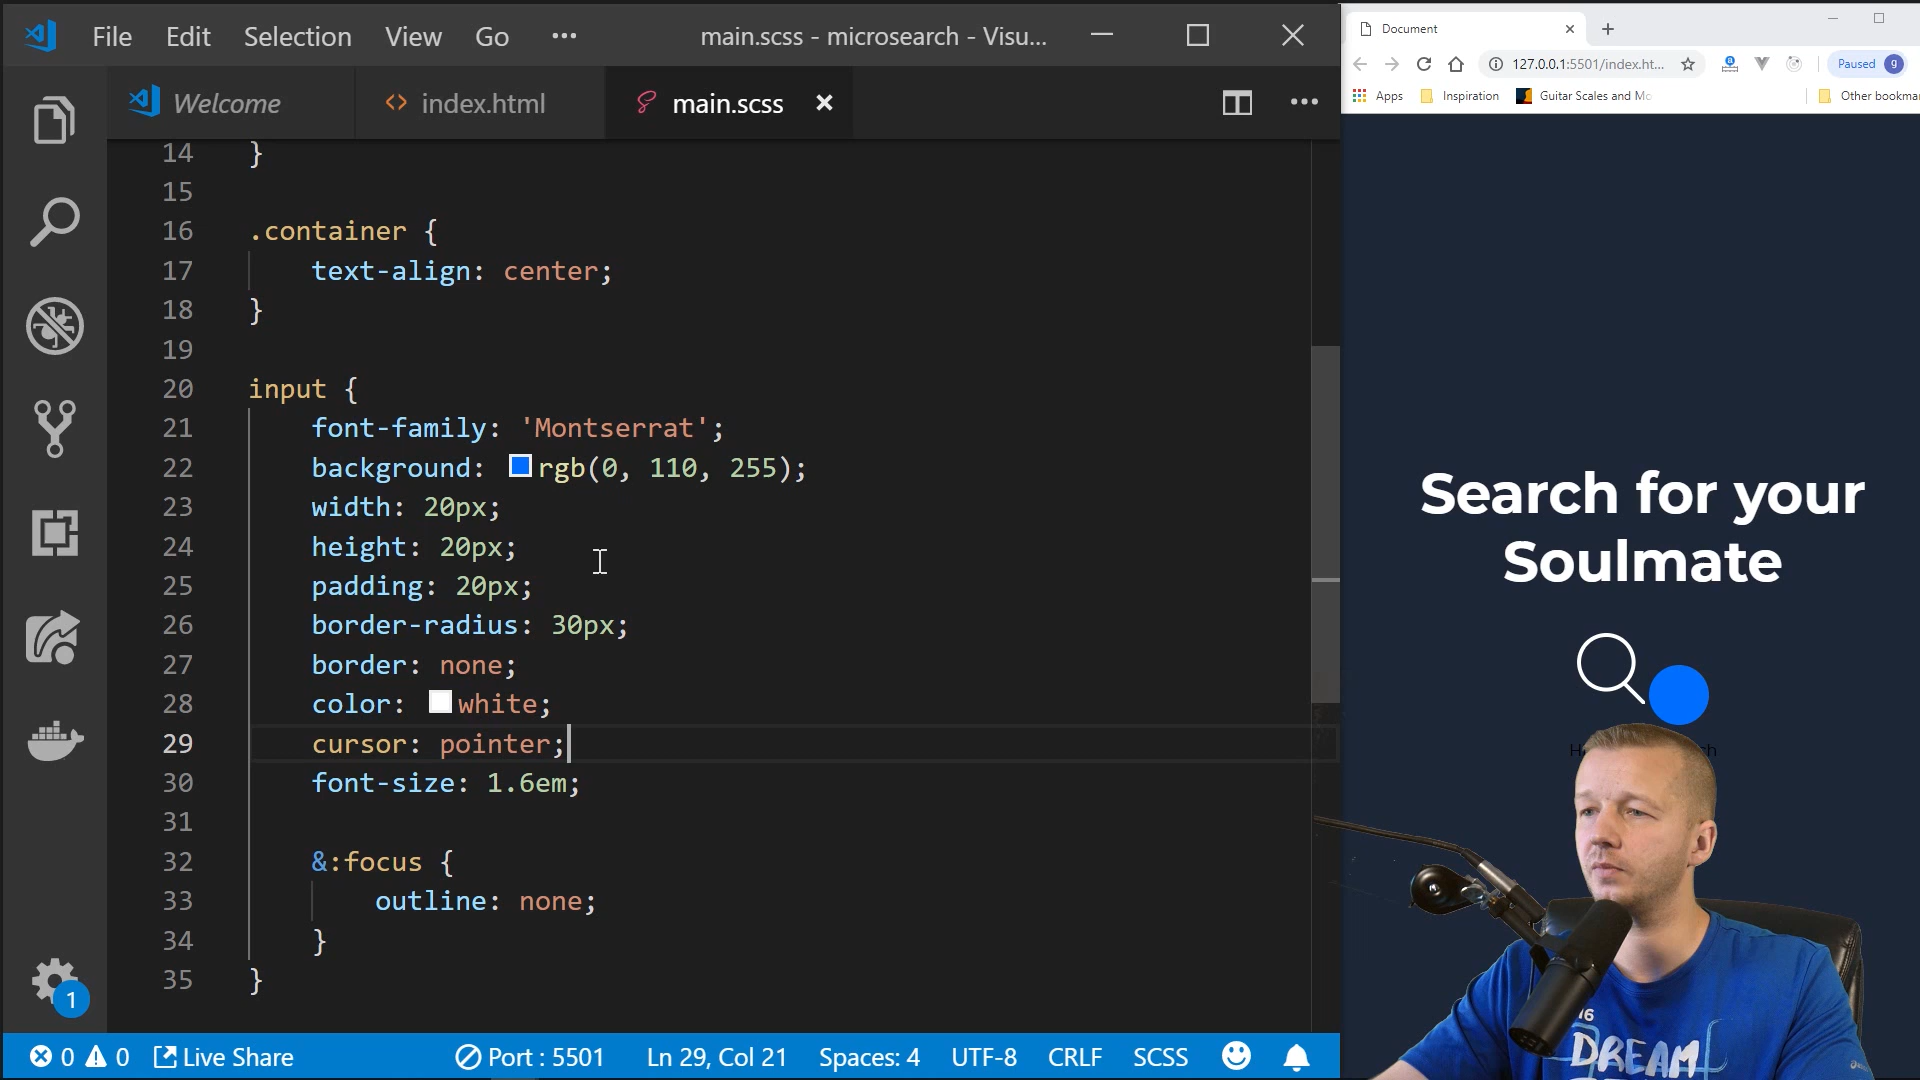 File Edit Selection View Go ··· main.scss - microsearch - Visu...
Welcome index.html main.scss
14 }
15
16 .container {
17 text-align: center;
18 }
19
20 input {
21 font-family: 'Montserrat';
22 background: rgb(0, 110, 255);
23 width: 20px;
24 height: 20px;
25 padding: 20px;
26 border-radius: 30px;
27 border: none;
28 color: white;
29 cursor: pointer;
30 font-size: 1.6em;
31
32 &:focus {
33 outline: none;
34 }
35 }
1
0 0 Live Share Port : 5501 Ln 29, Col 21 Spaces: 4 UTF-8 CRLF SCSS
Document
127.0.0.1:5501/index.ht... Paused g
Apps Inspiration Guitar Scales and Mo Other bookma
Search for your
Soulmate
DREAM